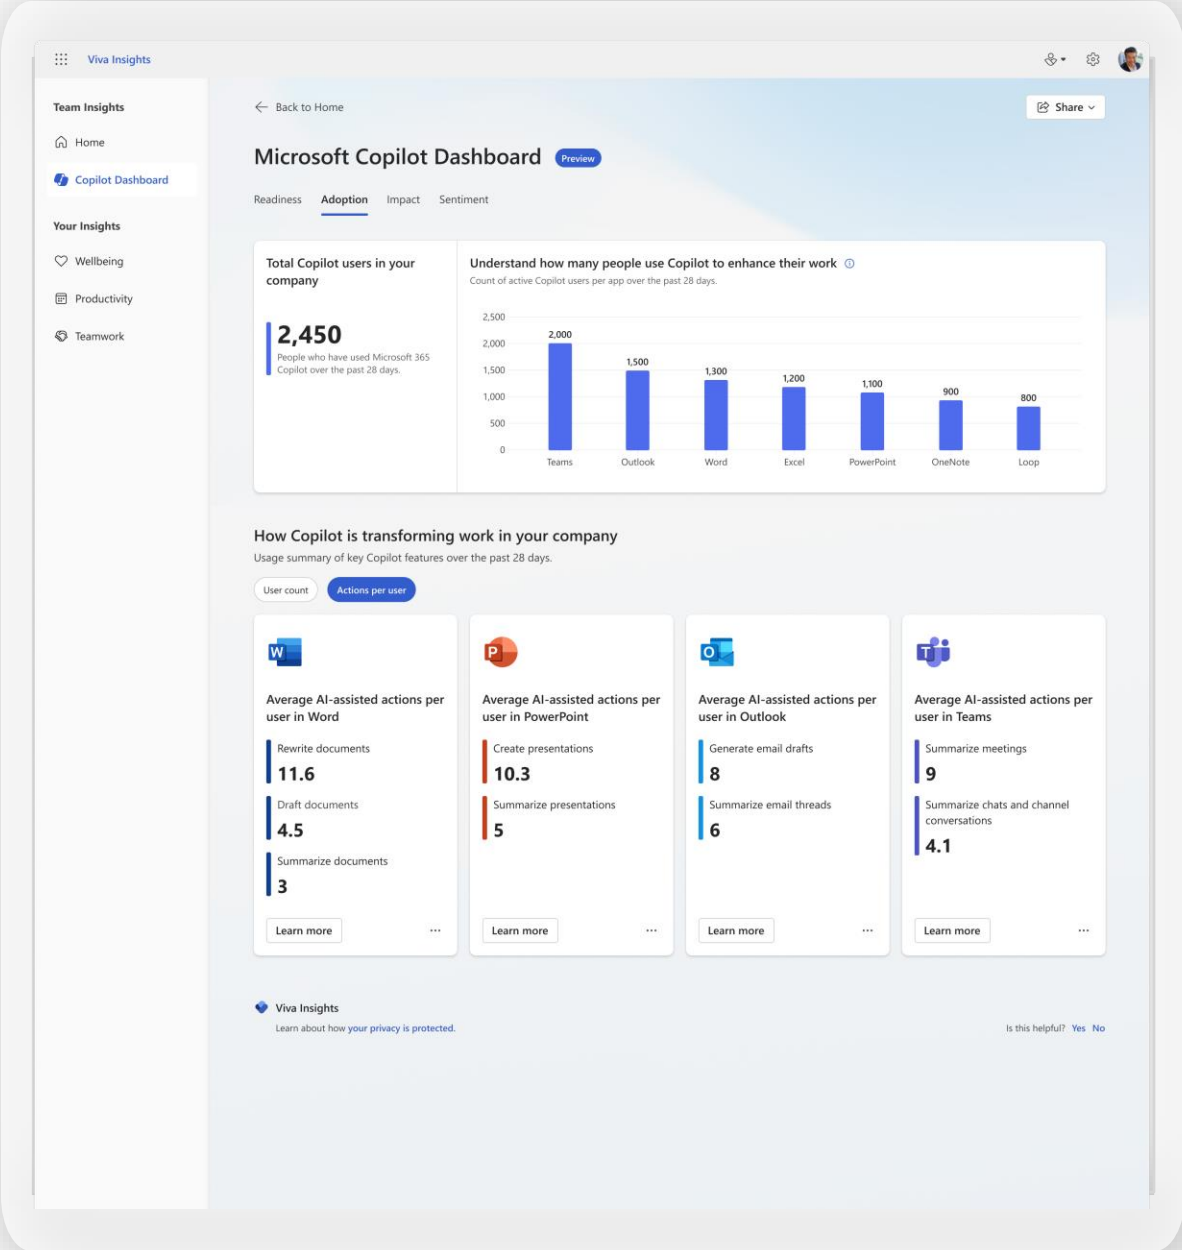 Viva Insights
Team Insights
Home
Copilot Dashboard
Your Insights
Wellbeing
Productivity
Teamwork
Back to Home
Share
Microsoft Copilot Dashboard
Preview
Readiness Adoption Impact Sentiment
Total Copilot users in your
company
2,450
People who have used Microsoft 365
Copilot over the past 28 days.
Understand how many people use Copilot to enhance their work
Count of active Copilot users per app over the past 28 days.
2,500
2,000
1,500
1,000
500
0
2,000
1,500
1,300
1,200
1,100
900
800
Teams Outlook Word Excel PowerPoint OneNote Loop
How Copilot is transforming work in your company
Usage summary of key Copilot features over the past 28 days.
User count Actions per user
W
Average AI-assisted actions per
user in Word
Rewrite documents
11.6
Draft documents
4.5
Summarize documents
3
Learn more
P
Average AI-assisted actions per
user in PowerPoint
Create presentations
10.3
Summarize presentations
5
Learn more
O
Average AI-assisted actions per
user in Outlook
Generate email drafts
8
Summarize email threads
6
Learn more
T
Average AI-assisted actions per
user in Teams
Summarize meetings
9
Summarize chats and channel
conversations
4.1
Learn more
Viva Insights
Learn about how your privacy is protected.
Is this helpful? Yes No